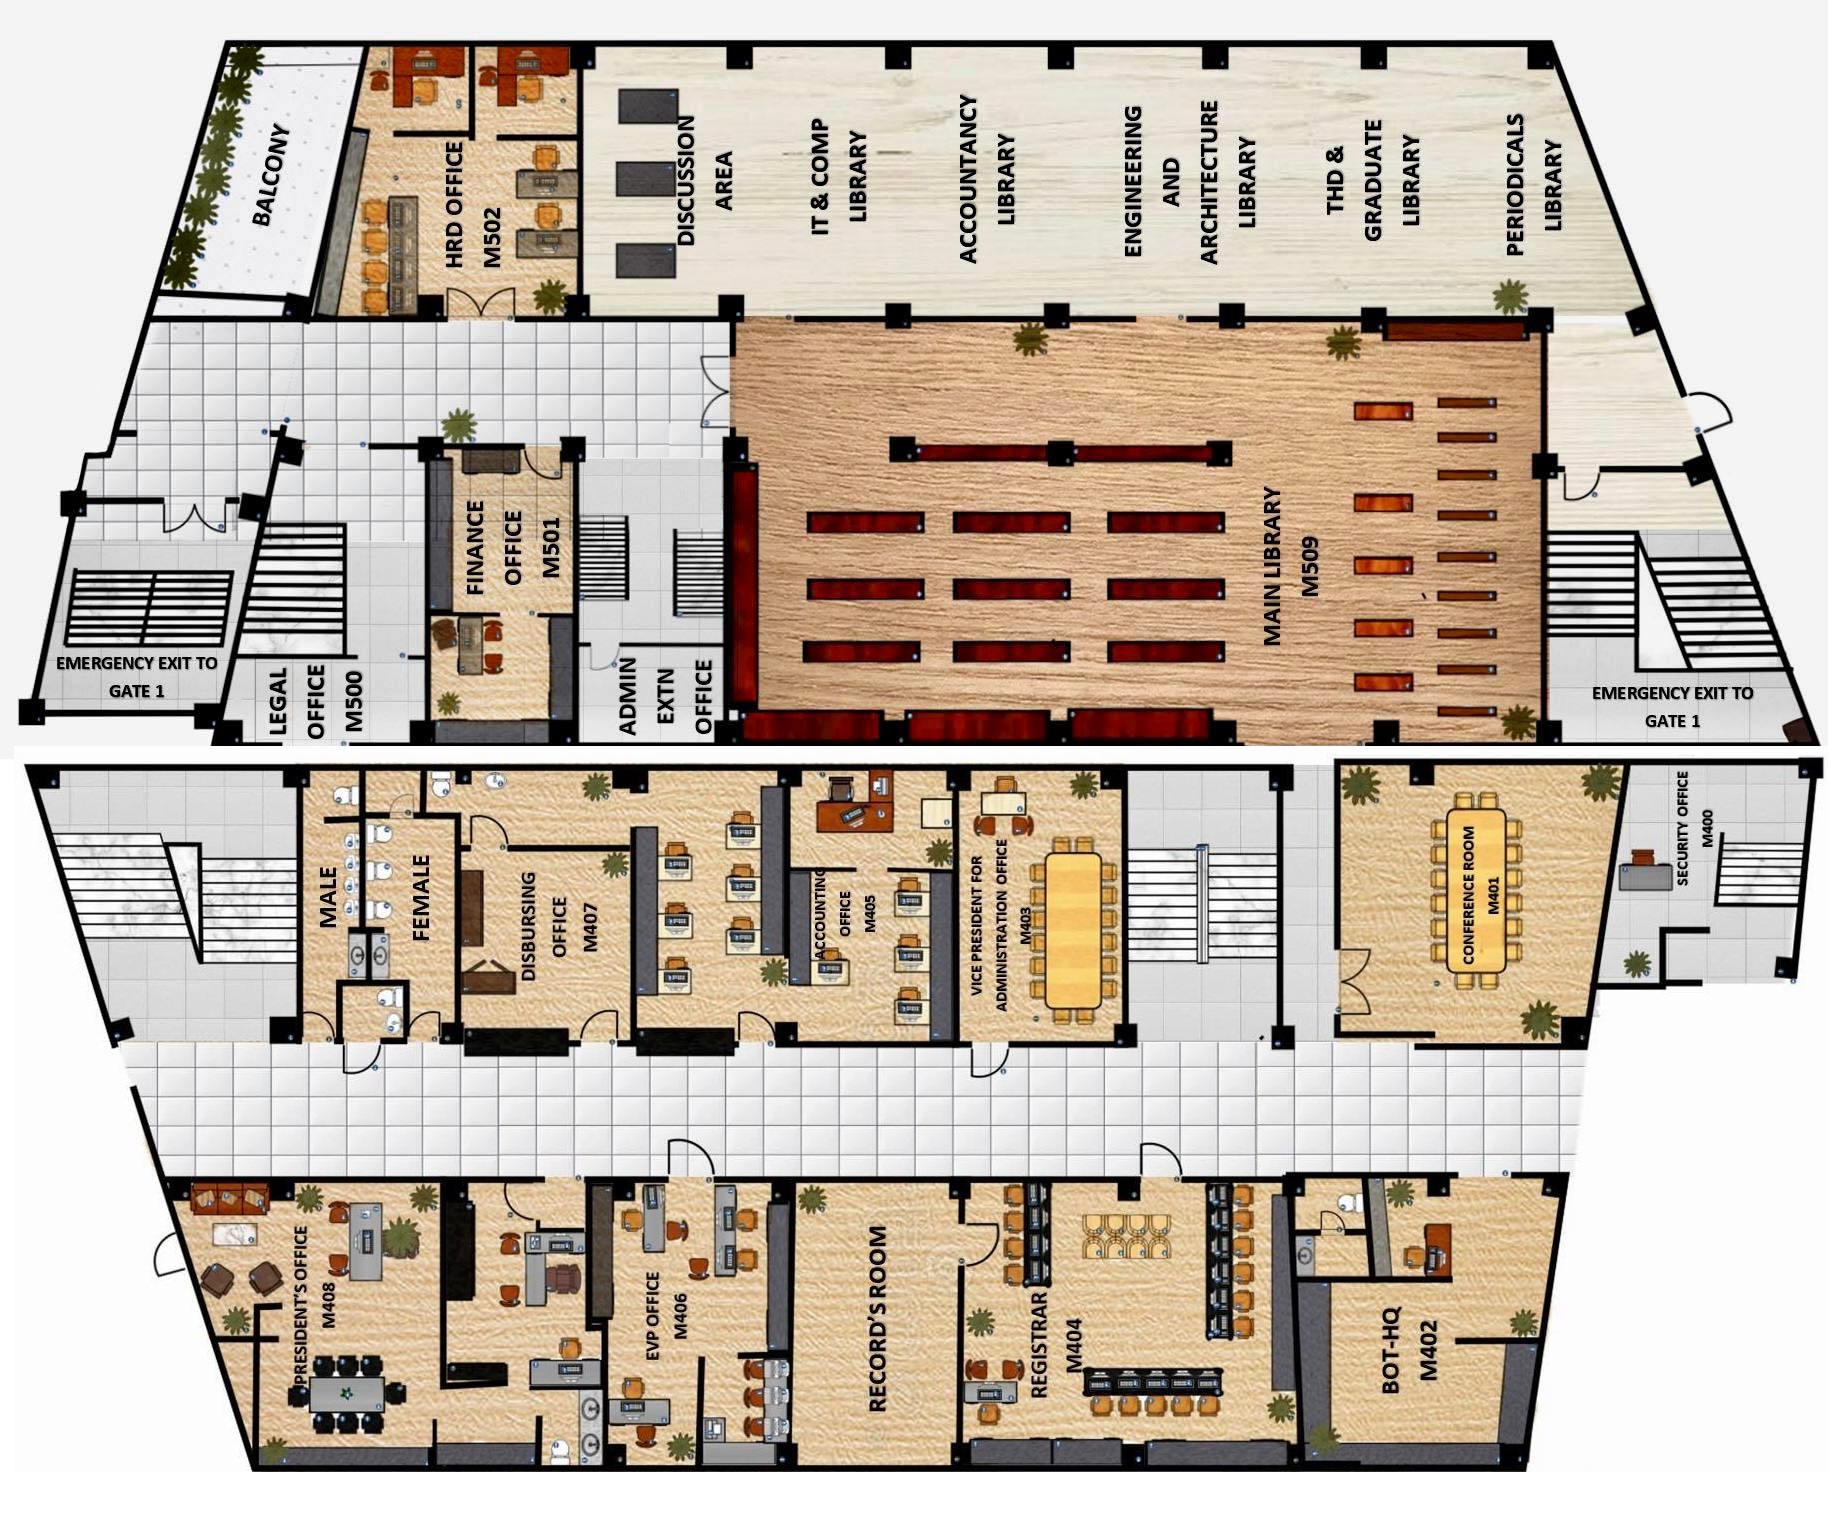 BALCONY
HRD OFFICE
M502
DISCUSSION
AREA
IT & COMP
LIBRARY
ACCOUNTANCY
LIBRARY
ENGINEERING
AND
ARCHITECTURE
LIBRARY
THD &
GRADUATE
LIBRARY
PERIODICALS
LIBRARY
EMERGENCY EXIT TO
GATE 1
LEGAL
OFFICE
M500
FINANCE
OFFICE
M501
ADMIN
EXTN
OFFICE
MAIN LIBRARY
M509
EMERGENCY EXIT TO
GATE 1
MALE
FEMALE
DISBURSING
OFFICE
M407
ACCOUNTING
OFFICE
M405
VICE PRESIDENT FOR
ADMINISTRATION OFFICE
M403
CONFERENCE ROOM
M401
SECURITY OFFICE
M400
PRESIDENT'S OFFICE
M408
EVP OFFICE
M406
RECORD'S ROOM
REGISTRAR
M404
BOT-HQ
M402